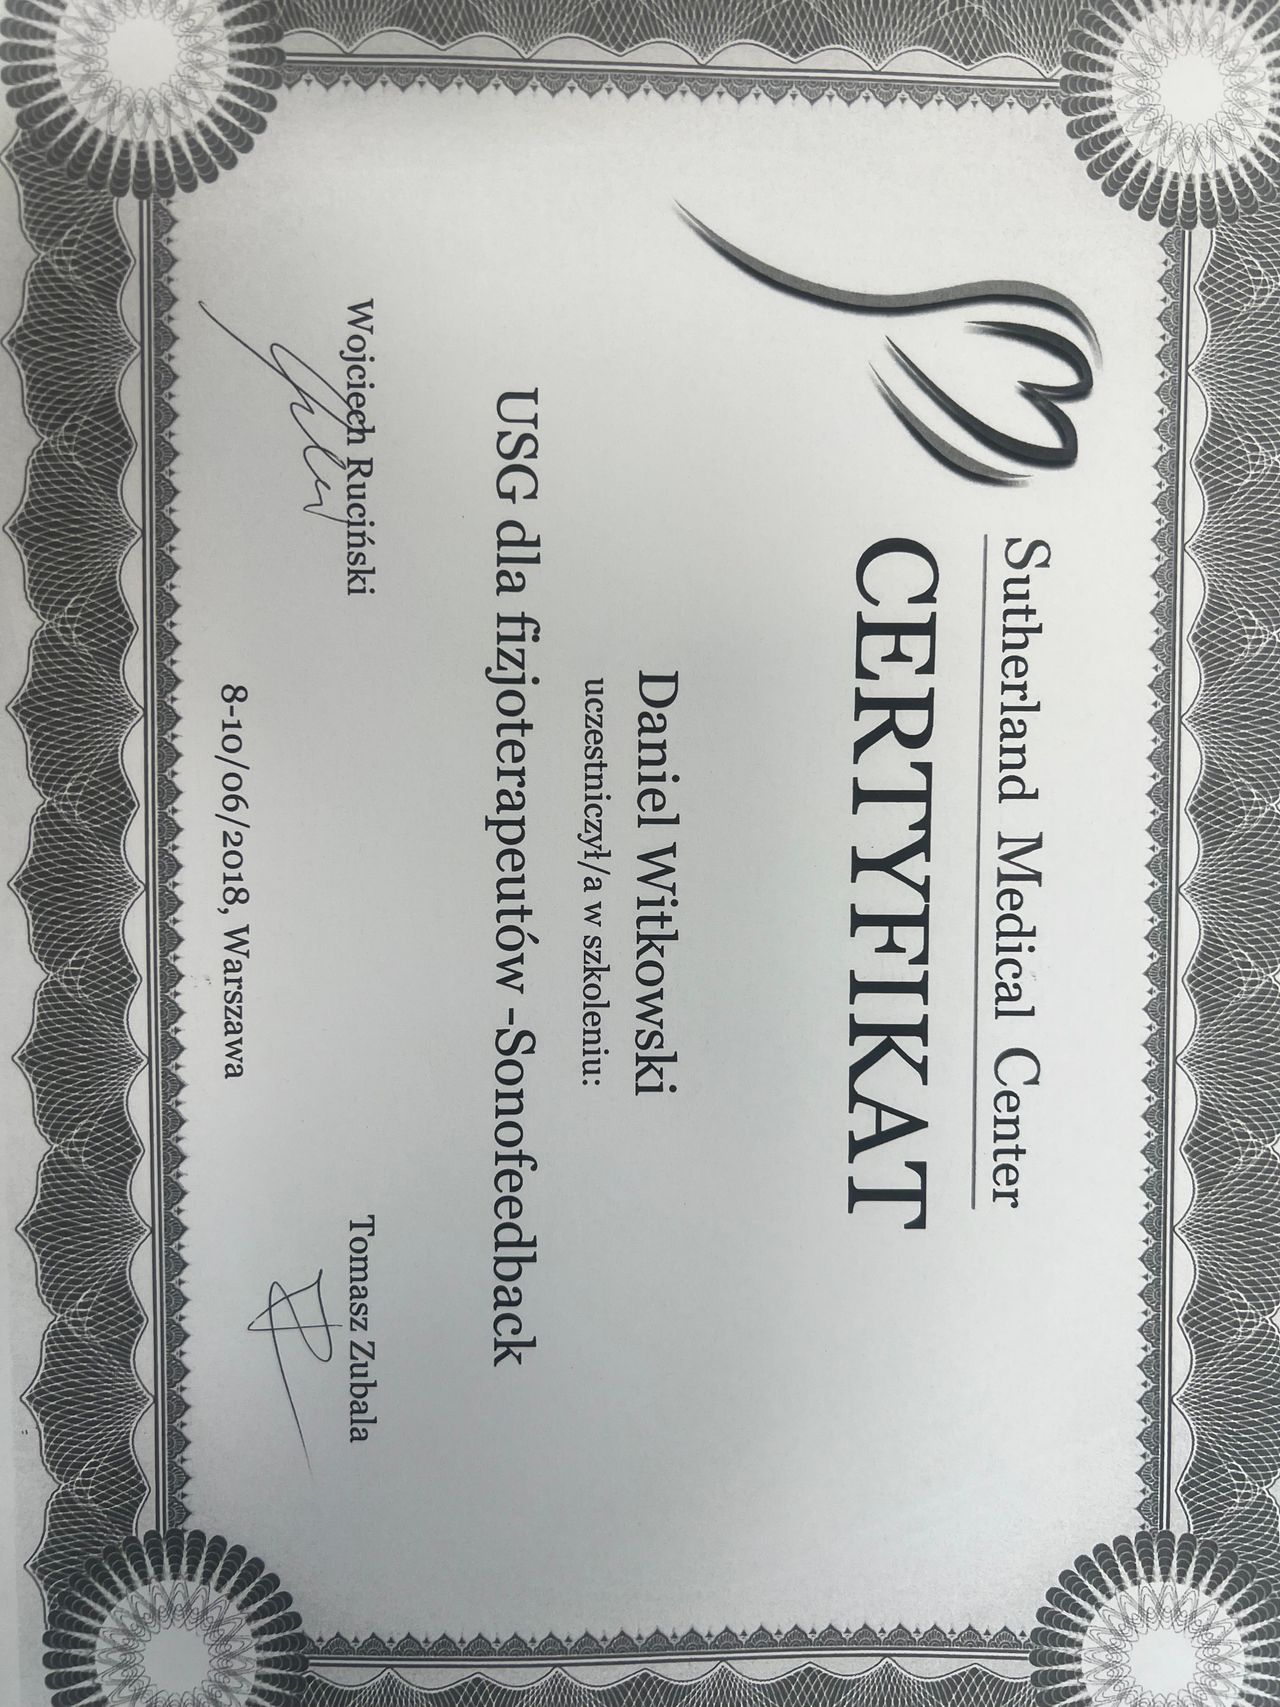 Sutherland Medical Center
CERTYFIKAT
Daniel Witkowski
uczestniczył/a w szkoleniu:
USG dla fizjoterapeutów -Sonofeedback
Wojciech Ruciński
Tomasz Zubala
8-10/06/2018, Warszawa